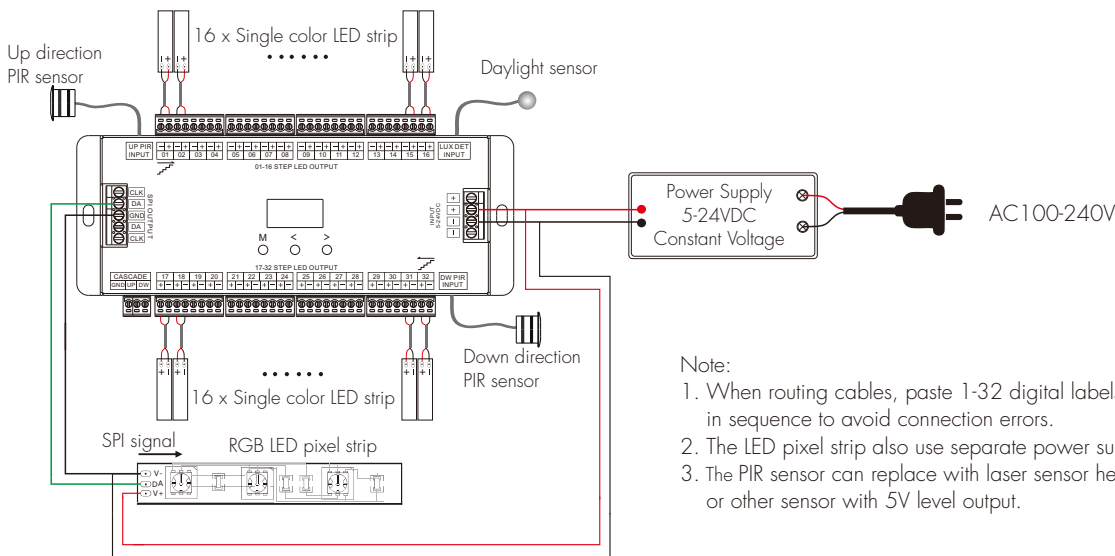 16 x Single color LED strip
Up direction
PIR sensor
Daylight sensor
UP PIR
INPUT
- + - + - + - +
01 02 03 04
- + - + - + - +
05 06 07 08
- + - + - + - +
09 10 11 12
- + - + - + - +
13 14 15 16
LUX DET
INPUT
01-16 STEP LED OUTPUT
CLK
DA
GND
DA
CLK
SPI OUTPUT
M < >
+
+
-
-
INPUT
5-24VDC
Power Supply
5-24VDC
Constant Voltage
AC100-240V
17-32 STEP LED OUTPUT
CASCADE
GND UP DW
17 18 19 20
+ - + - + - + -
21 22 23 24
+ - + - + - + -
25 26 27 28
+ - + - + - + -
29 30 31 32
+ - + - + - + -
DW PIR
INPUT
Down direction
PIR sensor
16 x Single color LED strip
SPI signal
RGB LED pixel strip
V-
DA
V+
Note:
1. When routing cables, paste 1-32 digital label
in sequence to avoid connection errors.
2. The LED pixel strip also use separate power su
3. The PIR sensor can replace with laser sensor he
or other sensor with 5V level output.